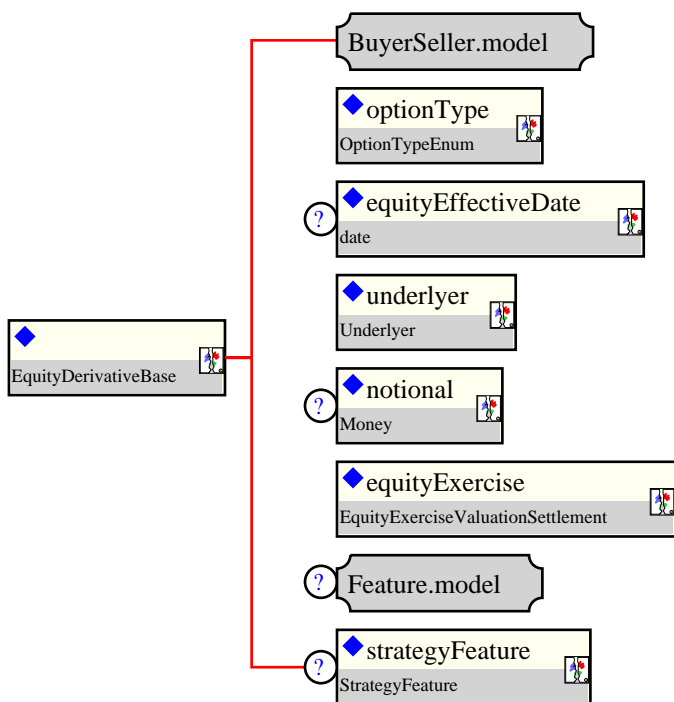 BuyerSeller.model
optionType
OptionTypeEnum
?
equityEffectiveDate
date
underlyer
Underlyer
EquityDerivativeBase
?
notional
Money
equityExercise
EquityExerciseValuationSettlement
?
Feature.model
?
strategyFeature
StrategyFeature